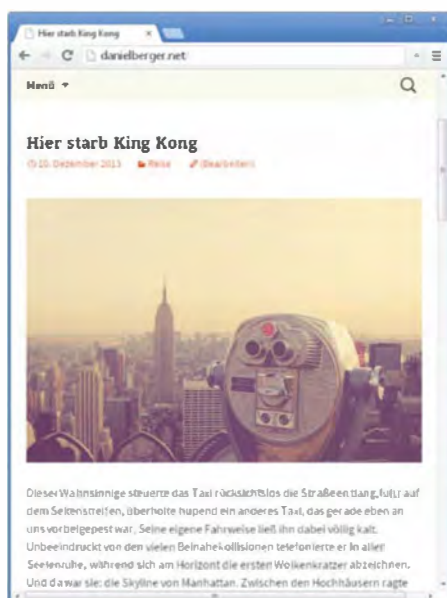 Hier starb King Kong
danielberger.net
Menü
Hier starb King Kong
10. Dezember 2013 Reise (Bearbeiten)
Dieser Wahnsinnige steuerte das Taxi rücksichtslos die Straße entlang, fuhr auf
dem Seitenstreifen, überholte hupend ein anderes Taxi, das gerade eben an
uns vorbeigepest war. Seine eigene Fahrweise ließ ihn dabei völlig kalt.
Unbeeindruckt von den vielen Beinahekollisionen telefonierte er in aller
Seelenruhe, während sich am Horizont die ersten Wolkenkratzer abzeichnen.
Und da war sie: die Skyline von Manhattan. Zwischen den Hochhäusern ragte